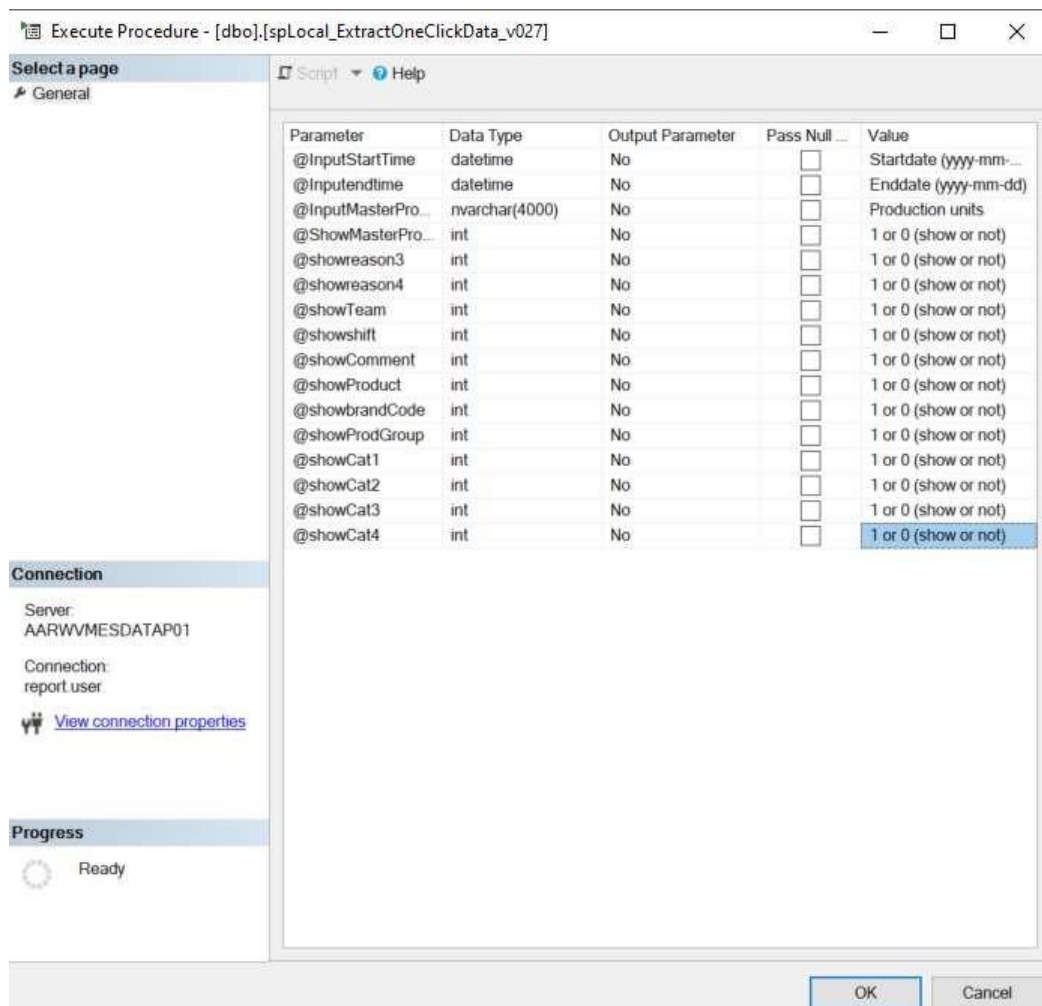 Execute Procedure - [dbo].[spLocal_ExtractOneClickData_v027]
Select a page
General
Script Help
Parameter Data Type Output Parameter Pass Null ... Value
@InputStartTime datetime No Startdate (yyyy-mm-...
@Inputendtime datetime No Enddate (yyyy-mm-dd)
@InputMasterPro... nvarchar(4000) No Production units
@ShowMasterPro... int No 1 or 0 (show or not)
@showreason3 int No 1 or 0 (show or not)
@showreason4 int No 1 or 0 (show or not)
@showTeam int No 1 or 0 (show or not)
@showshift int No 1 or 0 (show or not)
@showComment int No 1 or 0 (show or not)
@showProduct int No 1 or 0 (show or not)
@showbrandCode int No 1 or 0 (show or not)
@showProdGroup int No 1 or 0 (show or not)
@showCat1 int No 1 or 0 (show or not)
@showCat2 int No 1 or 0 (show or not)
@showCat3 int No 1 or 0 (show or not)
@showCat4 int No 1 or 0 (show or not)
Connection
Server:
AARWVMESDATAP01
Connection:
report.user
View connection properties
Progress
Ready
OK Cancel